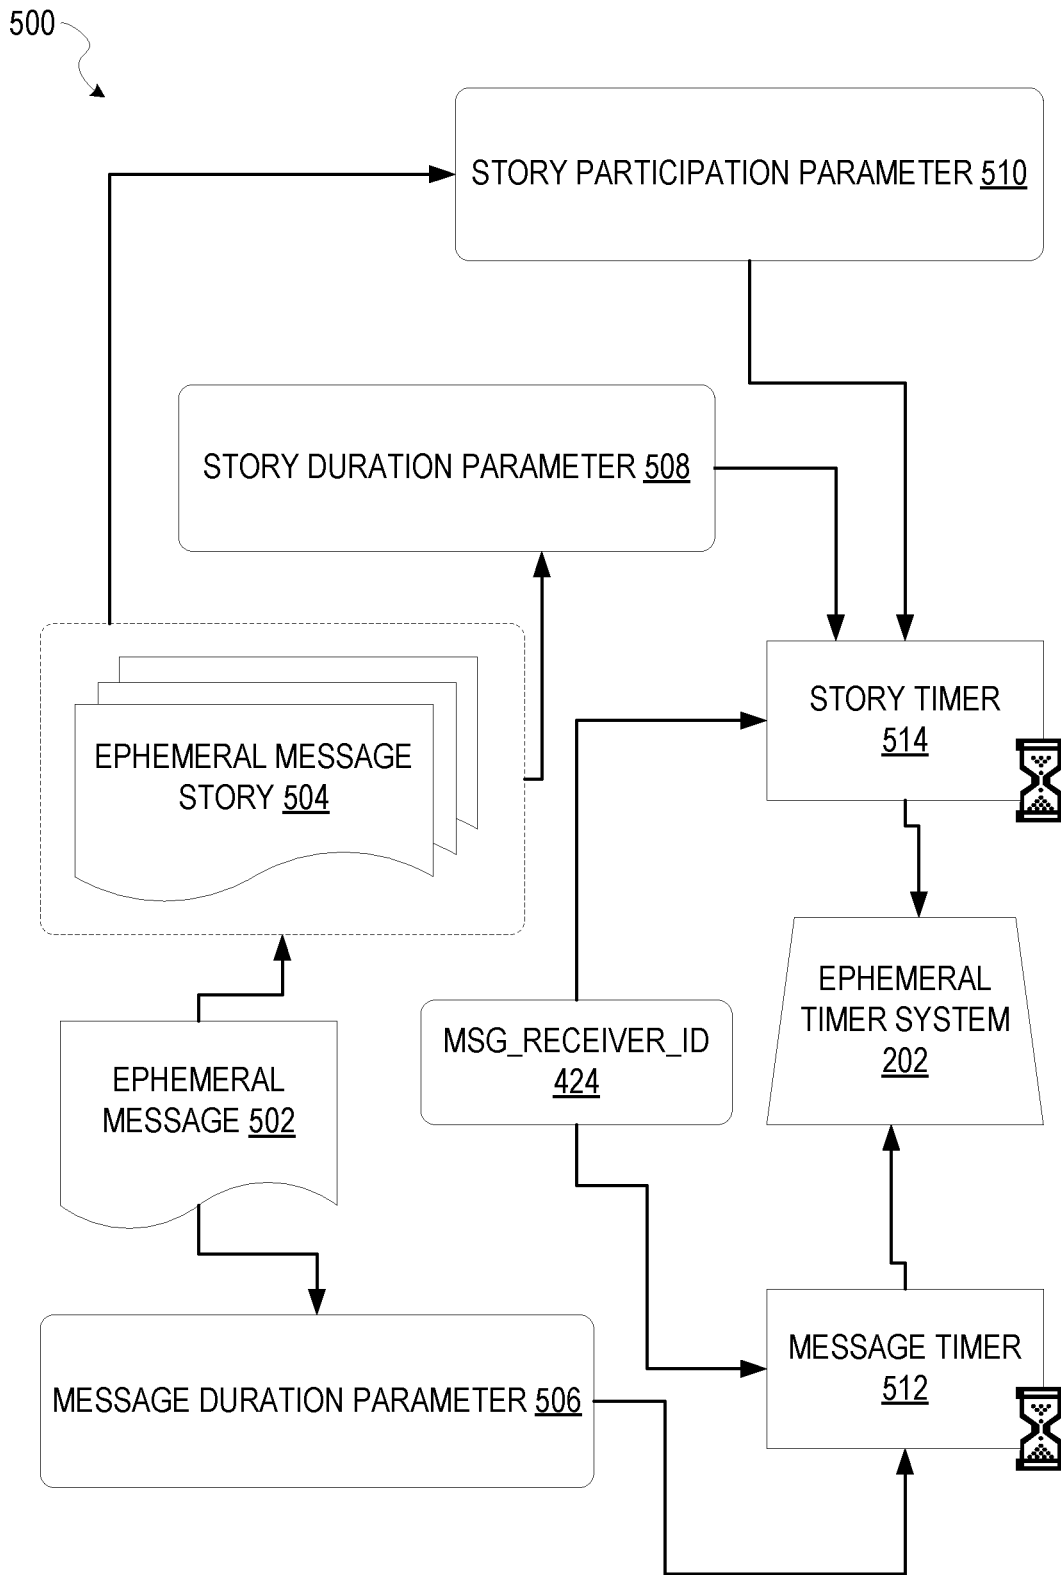 500
STORY PARTICIPATION PARAMETER 510
STORY DURATION PARAMETER 508
STORY TIMER
514
EPHEMERAL MESSAGE
STORY 504
EPHEMERAL
TIMER SYSTEM
202
MSG_RECEIVER_ID
424
EPHEMERAL
MESSAGE 502
MESSAGE TIMER
512
MESSAGE DURATION PARAMETER 506